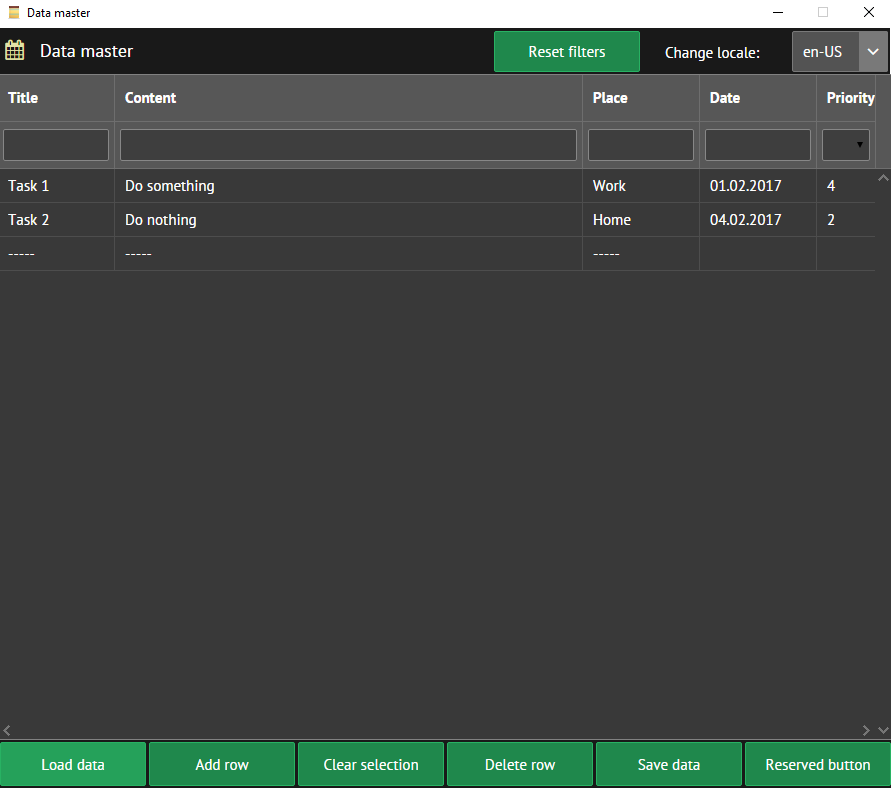 Data master
Data master Reset filters Change locale: en-US
Title Content Place Date Priority
Task 1 Do something Work 01.02.2017 4
Task 2 Do nothing Home 04.02.2017 2
----- ----- -----
Load data Add row Clear selection Delete row Save data Reserved button